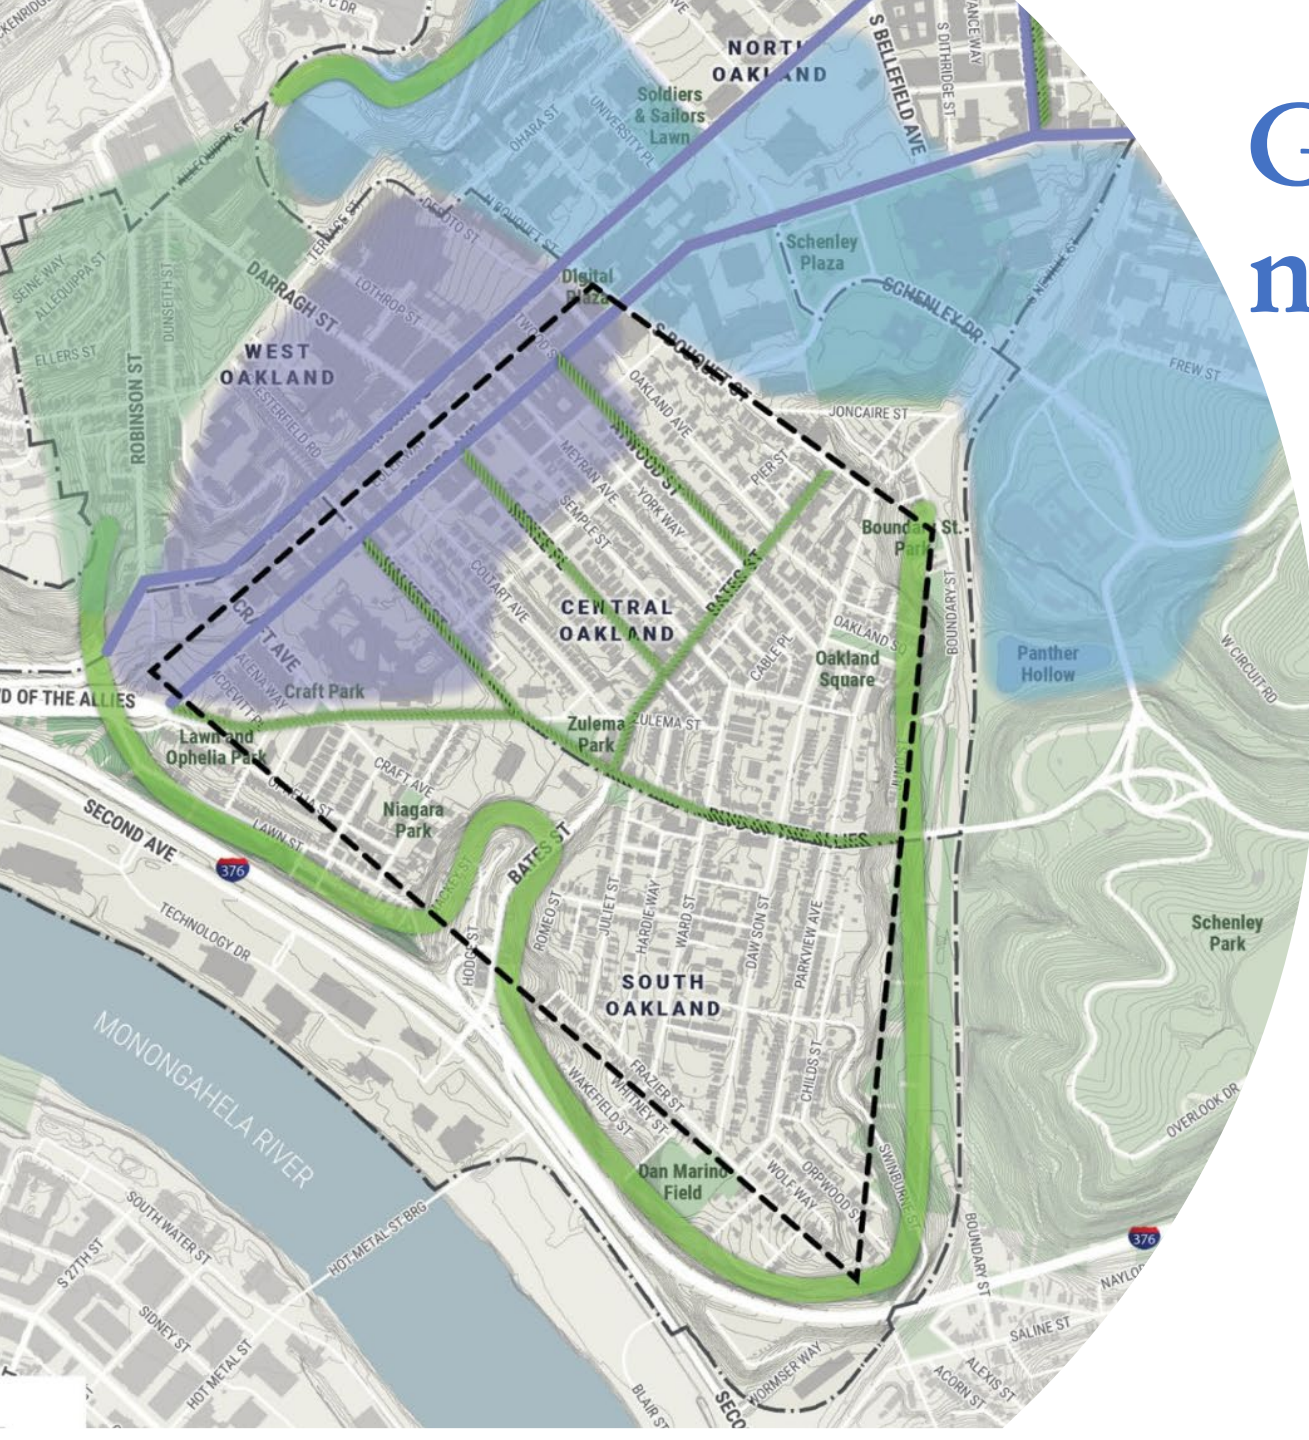 C DR
NORTH
OAKLAND
S BELLEFIELD AVE
S DITHRIDGE ST
Soldiers
& Sailors
Lawn
OHARA ST
UNIVERSITY PL
G
n
ALLEQUIPPA ST
SEINE WAY
ELLERS ST
DUNSEITH ST
ROBINSON ST
DARRAGH ST
TERRACE ST
DESOTO ST
N BOUQUET ST
LOTHROP ST
WEST
OAKLAND
Digital
Plaza
Schenley
Plaza
SCHENLEY DR
FREW ST
S BOUQUET ST
JONCAIRE ST
OAKLAND AVE
MEYRAN AVE
PIER ST
YORK WAY
SEMPLE ST
COLTART AVE
BATES ST
CENTRAL
OAKLAND
Boundary St.
Park
BOUNDARY ST
OAKLAND SQ
Oakland
Square
CABLE PL
Panther
Hollow
W CIRCUIT RD
CRAFT AVE
Craft Park
D OF THE ALLIES
Lawn and
Ophelia Park
Zulema
Park
ZULEMA ST
CRAFT AVE
Niagara
Park
LAWN ST
BATES ST
SECOND AVE
376
TECHNOLOGY DR
HODGE ST
ROMEO ST
JULIET ST
HARDIE WAY
WARD ST
DAWSON ST
PARKVIEW AVE
SOUTH
OAKLAND
Schenley
Park
MONONGAHELA RIVER
FRAZIER ST
WHITNEY ST
WAKEFIELD ST
CHILDS ST
OVERLOOK DR
Dan Marino
Field
WOLF WAY
ORPWOOD ST
SWINBURNE ST
BOUNDARY ST
376
NAYLOR
SALINE ST
ALEXIS ST
ACORN ST
HOT METAL ST BRG
SOUTH WATER ST
S 27TH ST
SIDNEY ST
HOT METAL ST
WORMSER WAY
BLAIR ST
SECO